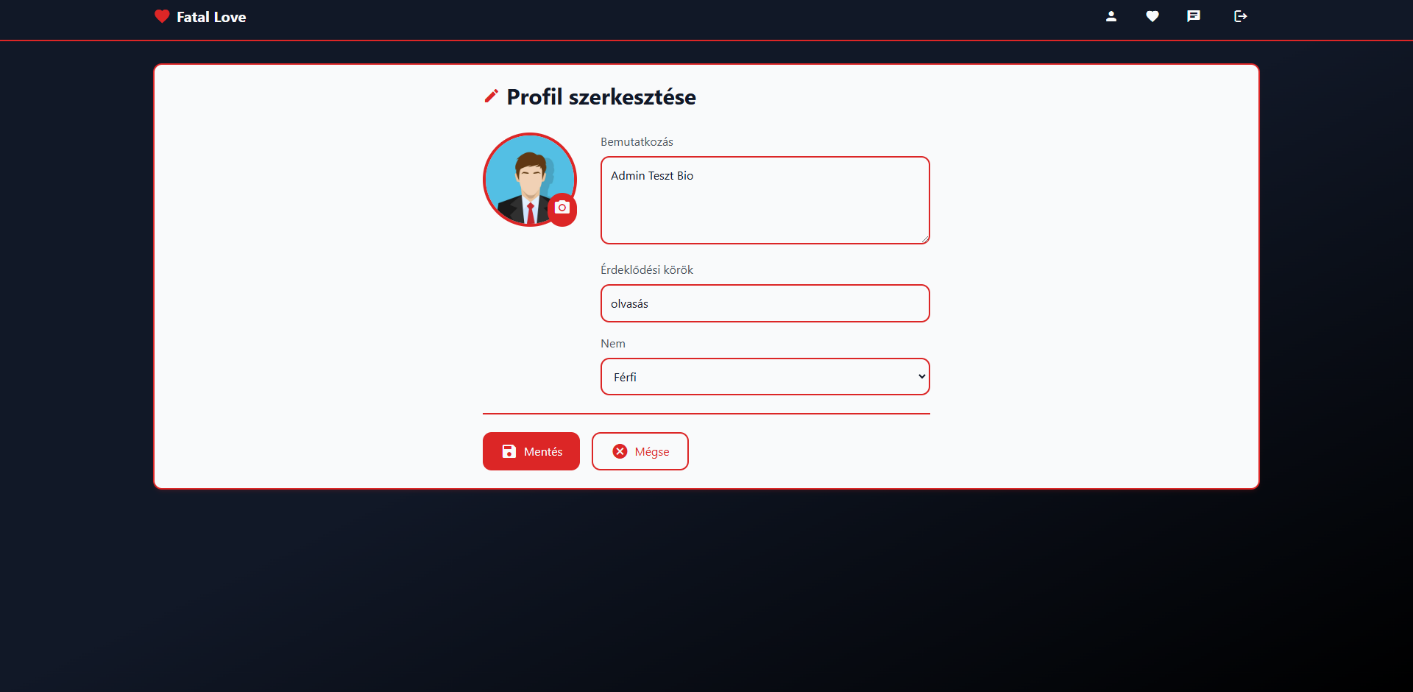 Fatal Love
Profil szerkesztése
Bemutatkozás
Admin Teszt Bio
Érdeklődési körök
olvasás
Nem
Férfi
Mentés
Mégse